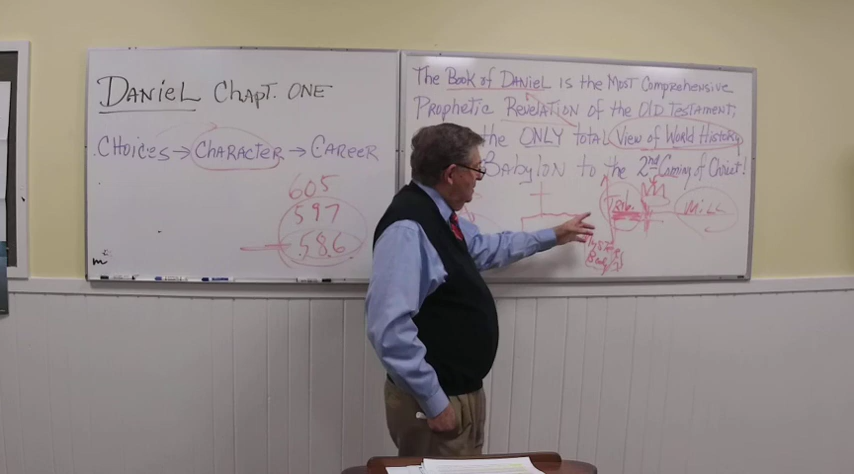 DANIEL Chapt. ONE
CHOICES → CHARACTER → CAREER
605
597
586
The Book of DANIEL is the Most Comprehensive
Prophetic Revelation of the OLD TESTAMENT;
the ONLY total View of World History
Babylon to the 2nd Coming of Christ!
Trib.
Mill
Body